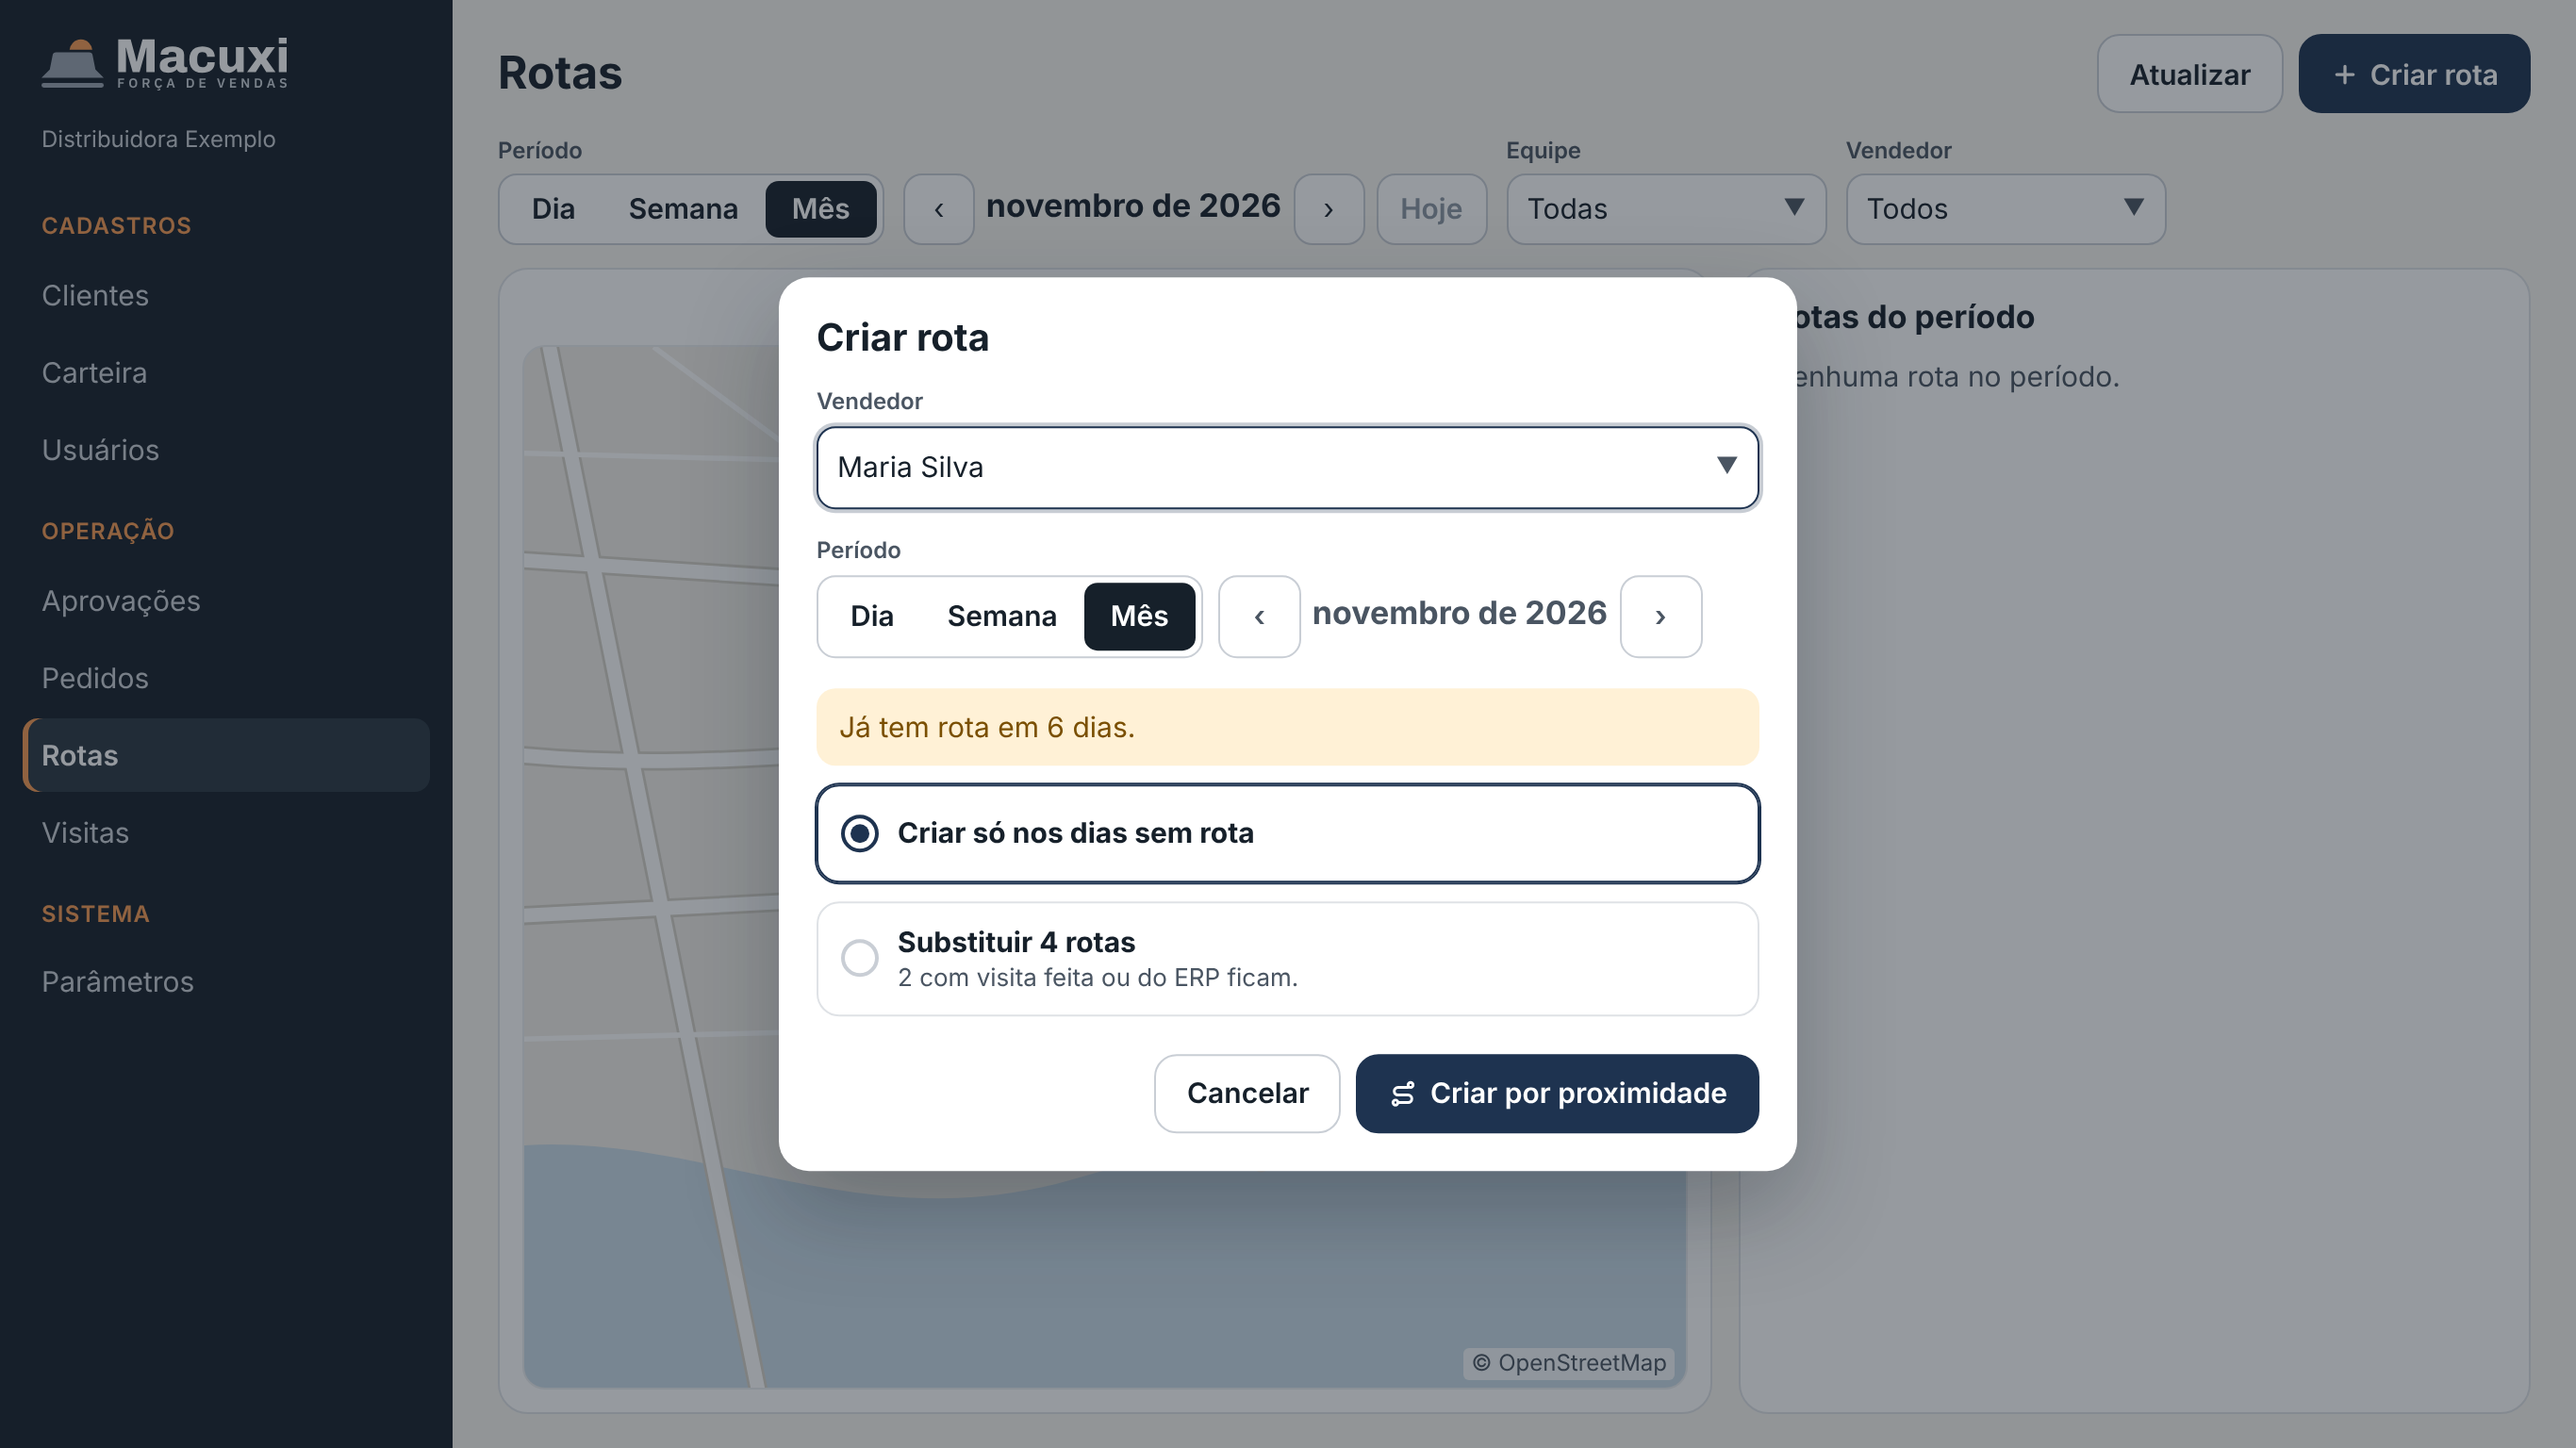 Macuxi
FORÇA DE VENDAS
Distribuidora Exemplo
CADASTROS
Clientes
Carteira
Usuários
OPERAÇÃO
Aprovações
Pedidos
Rotas
Visitas
SISTEMA
Parâmetros
Rotas
Atualizar
+ Criar rota
Período
Equipe
Vendedor
Dia
Semana
Mês
‹
novembro de 2026
›
Hoje
Todas
Todos
otas do período
enhuma rota no período.
Criar rota
Vendedor
Maria Silva
Período
Dia
Semana
Mês
‹
novembro de 2026
›
Já tem rota em 6 dias.
Criar só nos dias sem rota
Substituir 4 rotas
2 com visita feita ou do ERP ficam.
Cancelar
Criar por proximidade
© OpenStreetMap